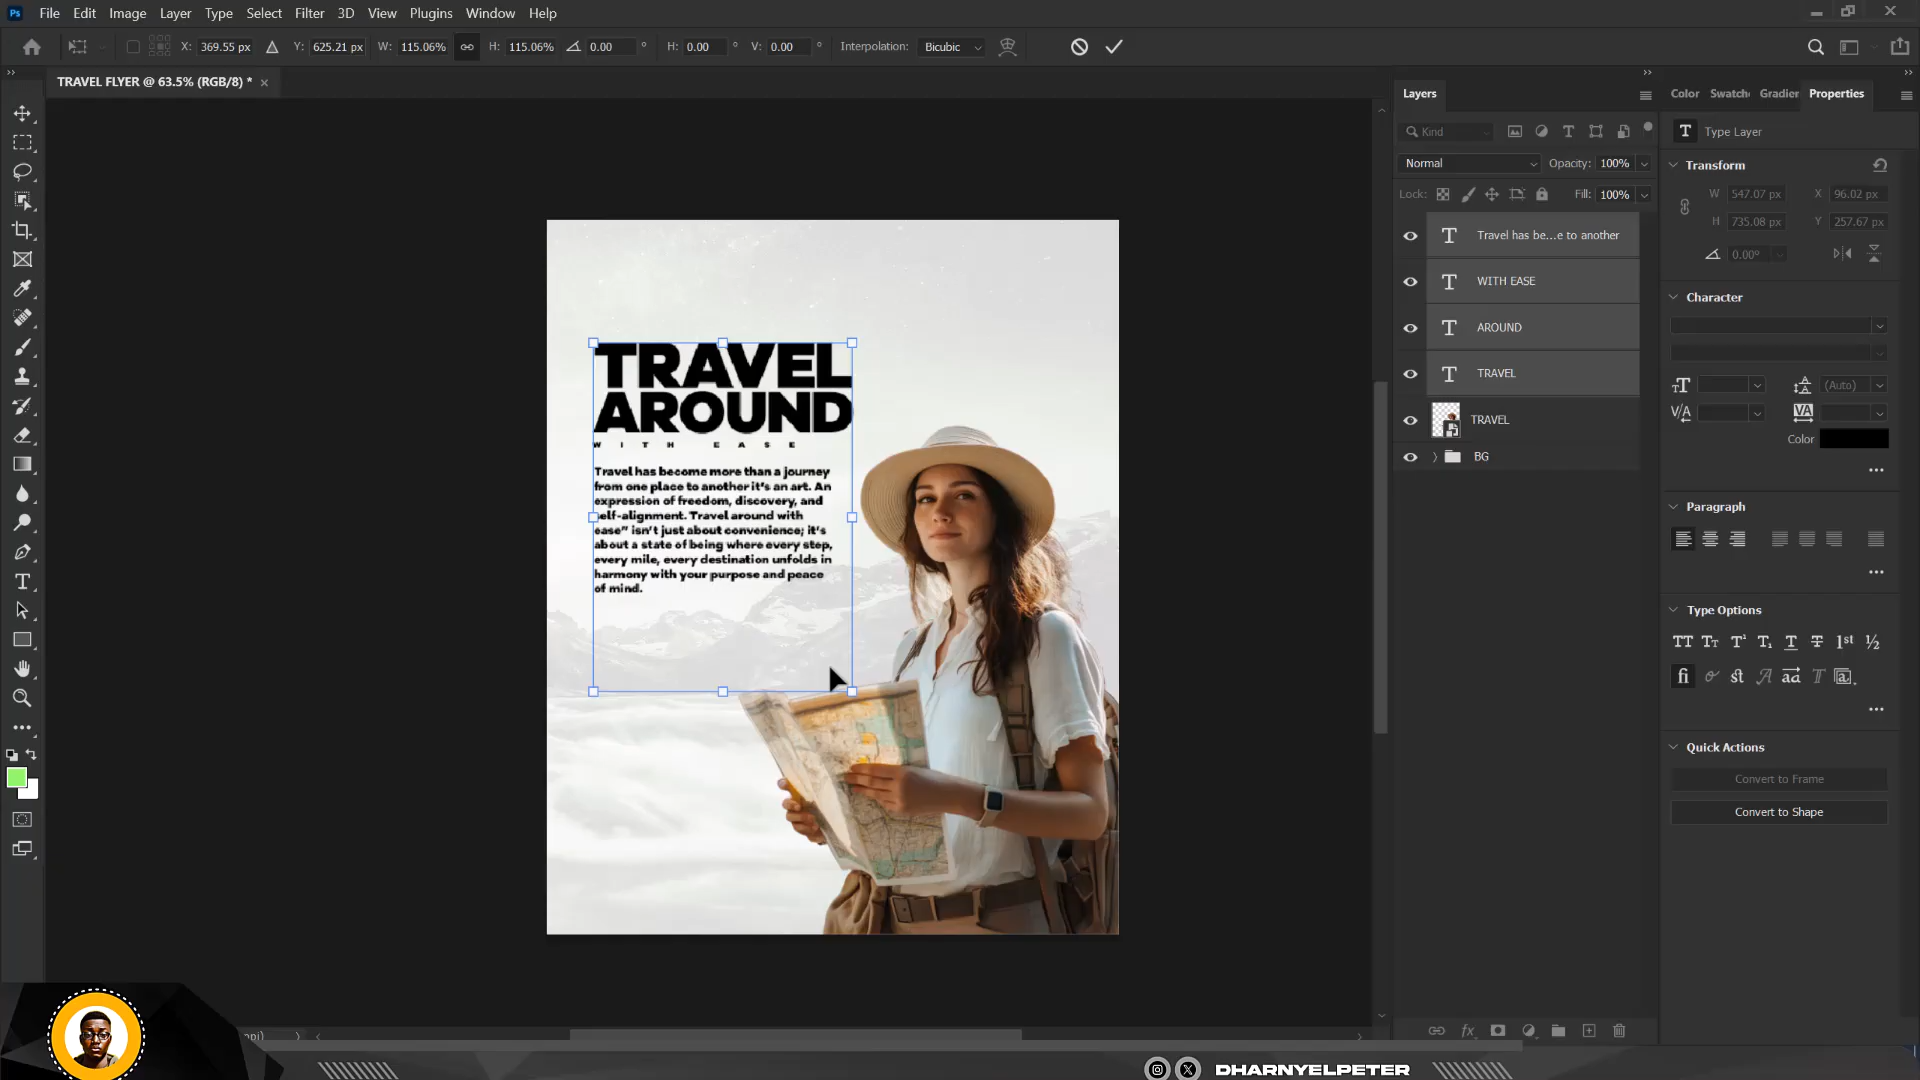 Ps File Edit Image Layer Type Select Filter 3D View Plugins Window Help
X: 369.55 px Y: 625.21 px W: 115.06% H: 115.06% 0.00 ° H: 0.00 ° V: 0.00 ° Interpolation: Bicubic
TRAVEL FLYER @ 63.5% (RGB/8) * ×
TRAVEL
AROUND
WITH EASE
Travel has become more than a journey
from one place to another it's an art. An
expression of freedom, discovery, and
self-alignment. Travel around with
ease" isn't just about convenience; it's
about a state of being where every step,
every mile, every destination unfolds in
harmony with your purpose and peace
of mind.
Layers
Kind
Normal Opacity: 100%
Lock: Fill: 100%
T Travel has be...e to another
T WITH EASE
T AROUND
T TRAVEL
TRAVEL
BG
Color Swatch Gradien Properties
T Type Layer
Transform
W 547.07 px X 96.02 px
H 735.08 px Y 257.67 px
0.00°
Character
(Auto)
Color
Paragraph
Type Options
Quick Actions
Convert to Frame
Convert to Shape
DHARNYELPETER